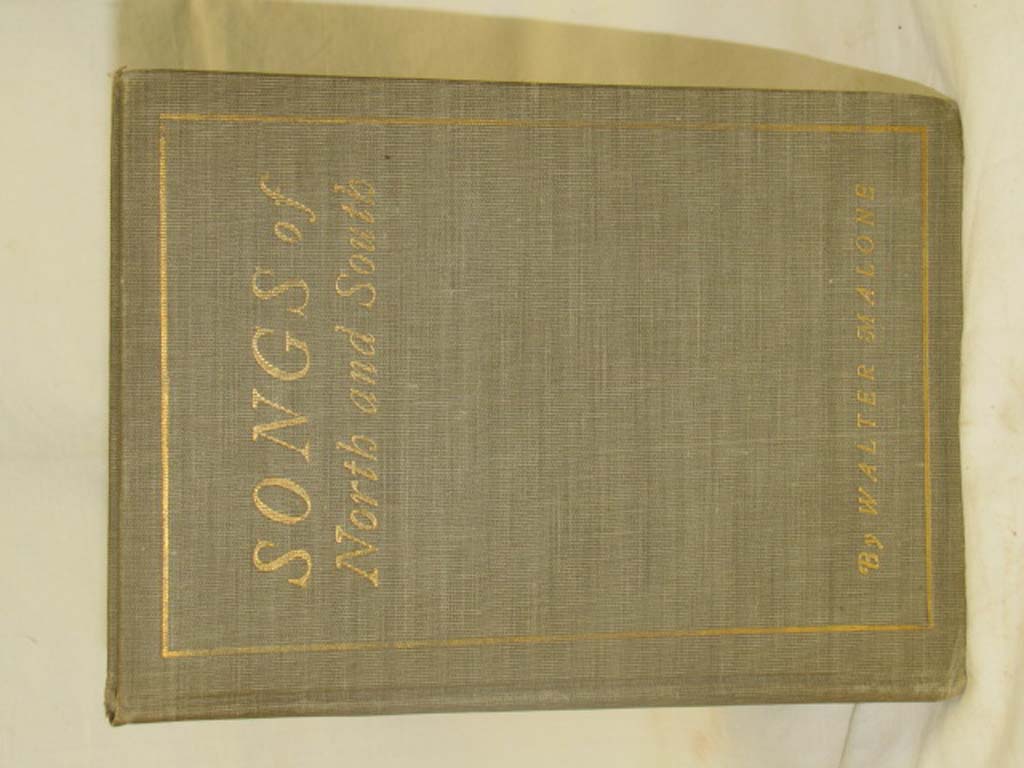 SONGS of
North and South
By WALTER MALONE